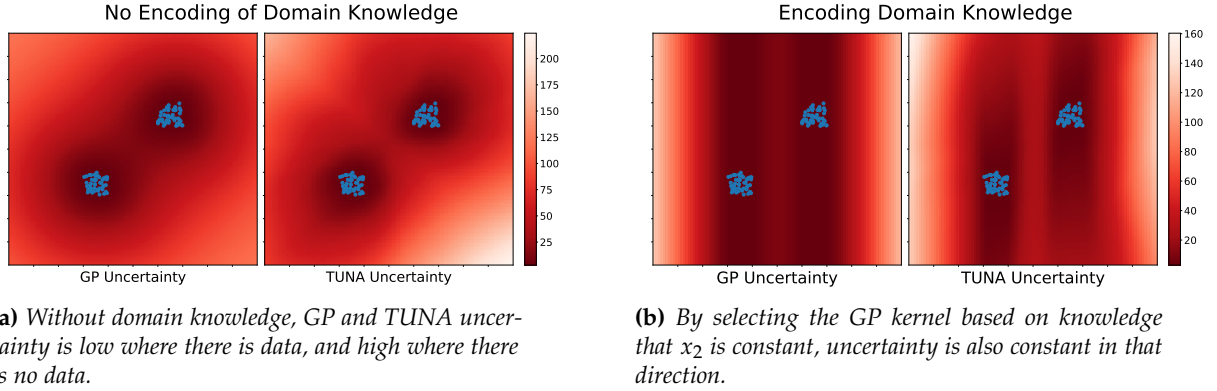 No Encoding of Domain Knowledge
200
175
150
125
100
75
50
25
GP Uncertainty
TUNA Uncertainty
a) Without domain knowledge, GP and TUNA uncer-
ainty is low where there is data, and high where there
s no data.
Encoding Domain Knowledge
160
140
120
100
80
60
40
20
GP Uncertainty
TUNA Uncertainty
(b) By selecting the GP kernel based on knowledge
that x₂ is constant, uncertainty is also constant in that
direction.